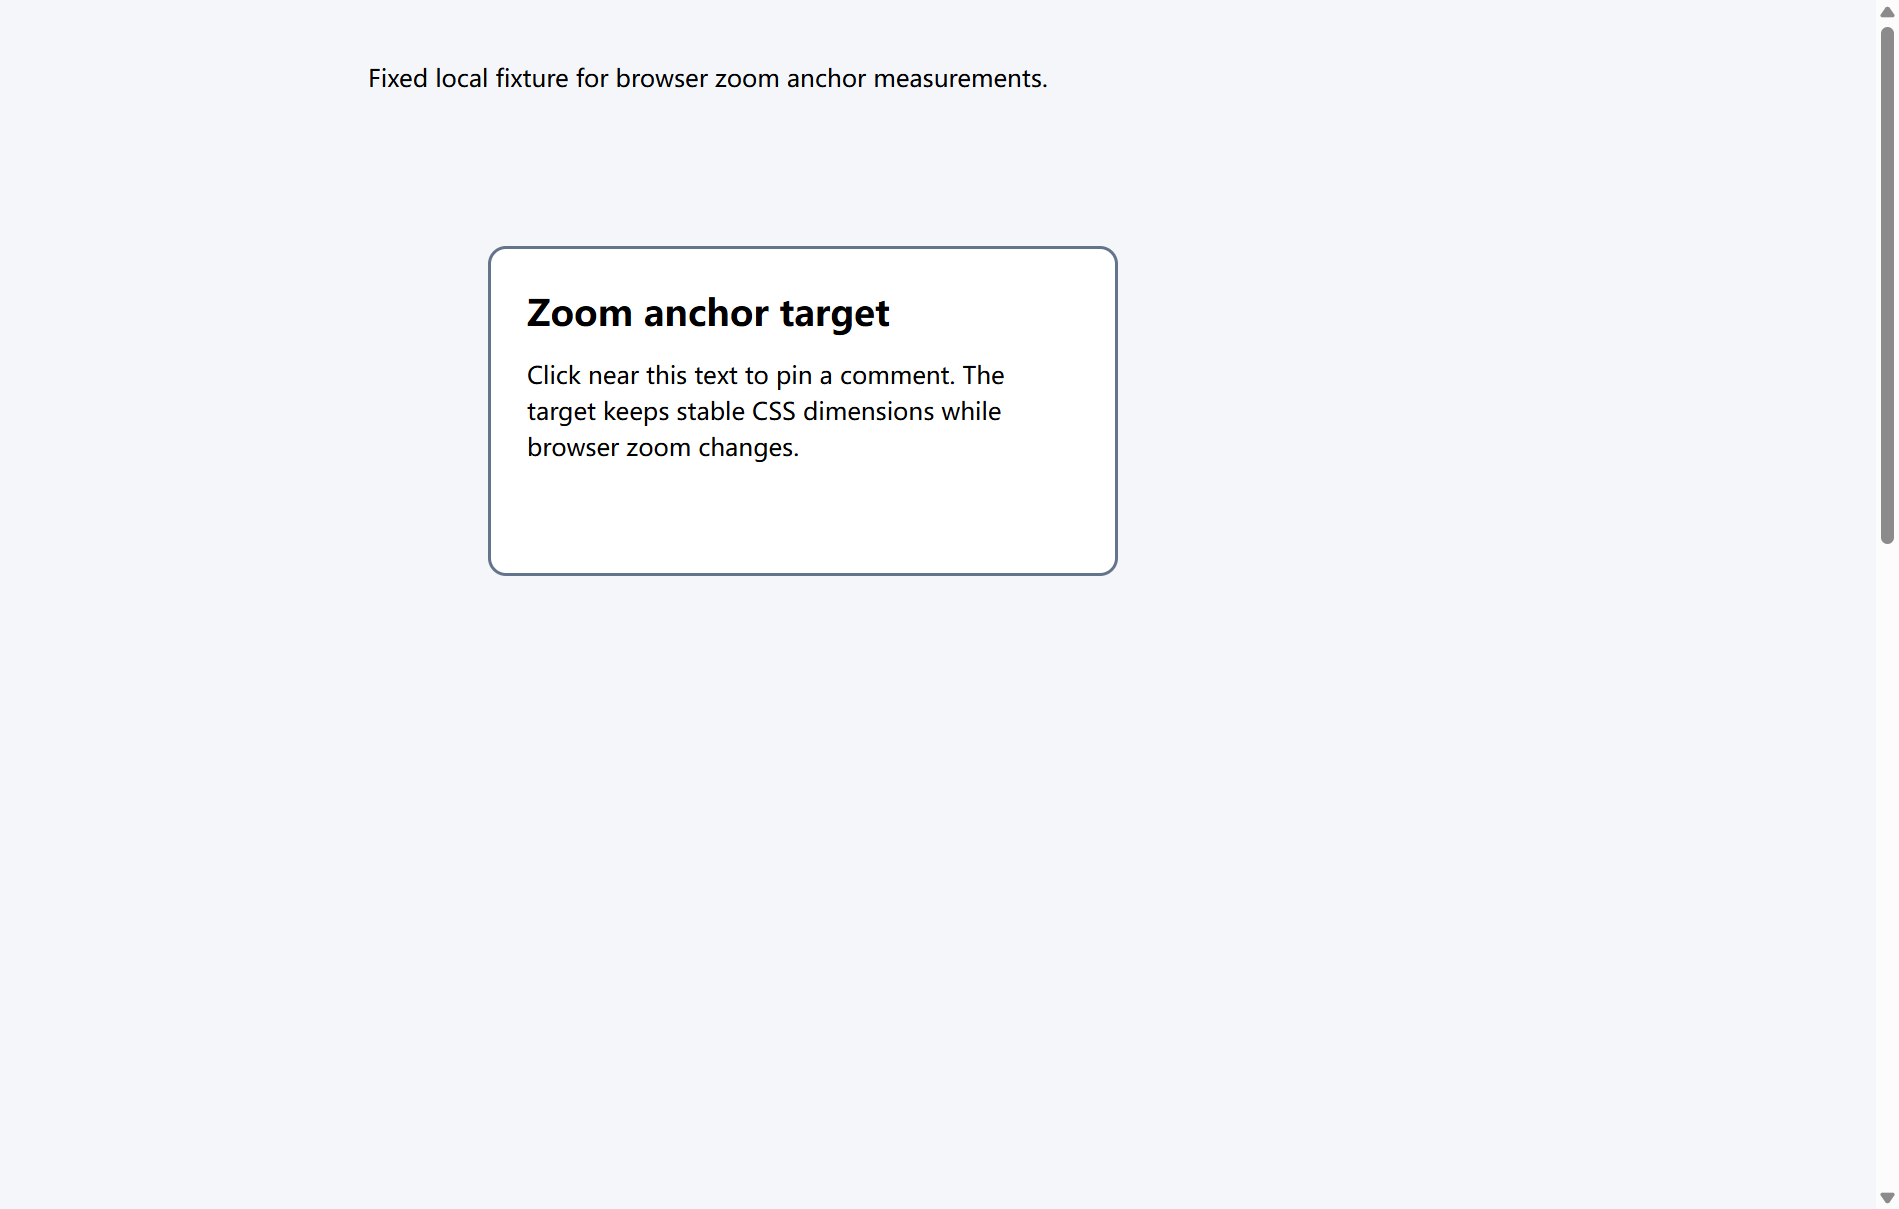 Fixed local fixture for browser zoom anchor measurements.
Zoom anchor target
Click near this text to pin a comment. The
target keeps stable CSS dimensions while
browser zoom changes.